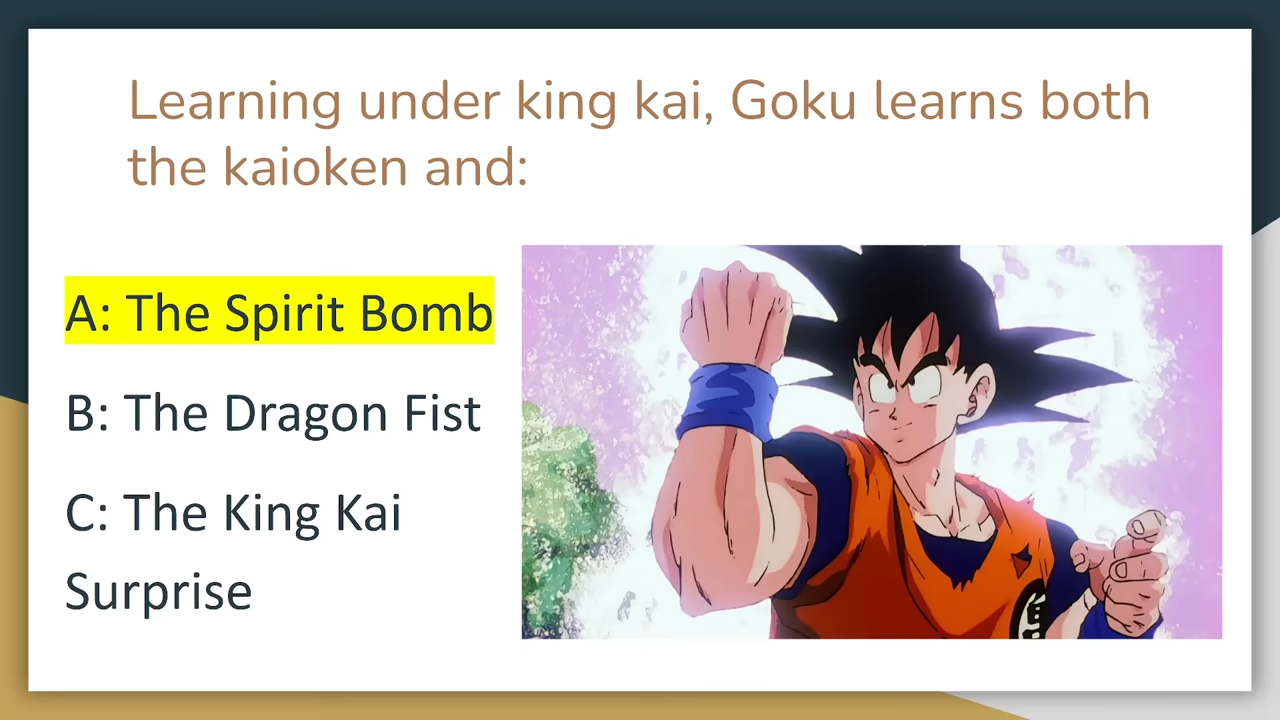 Learning under king kai, Goku learns both
the kaioken and:
A: The Spirit Bomb
B: The Dragon Fist
C: The King Kai
Surprise